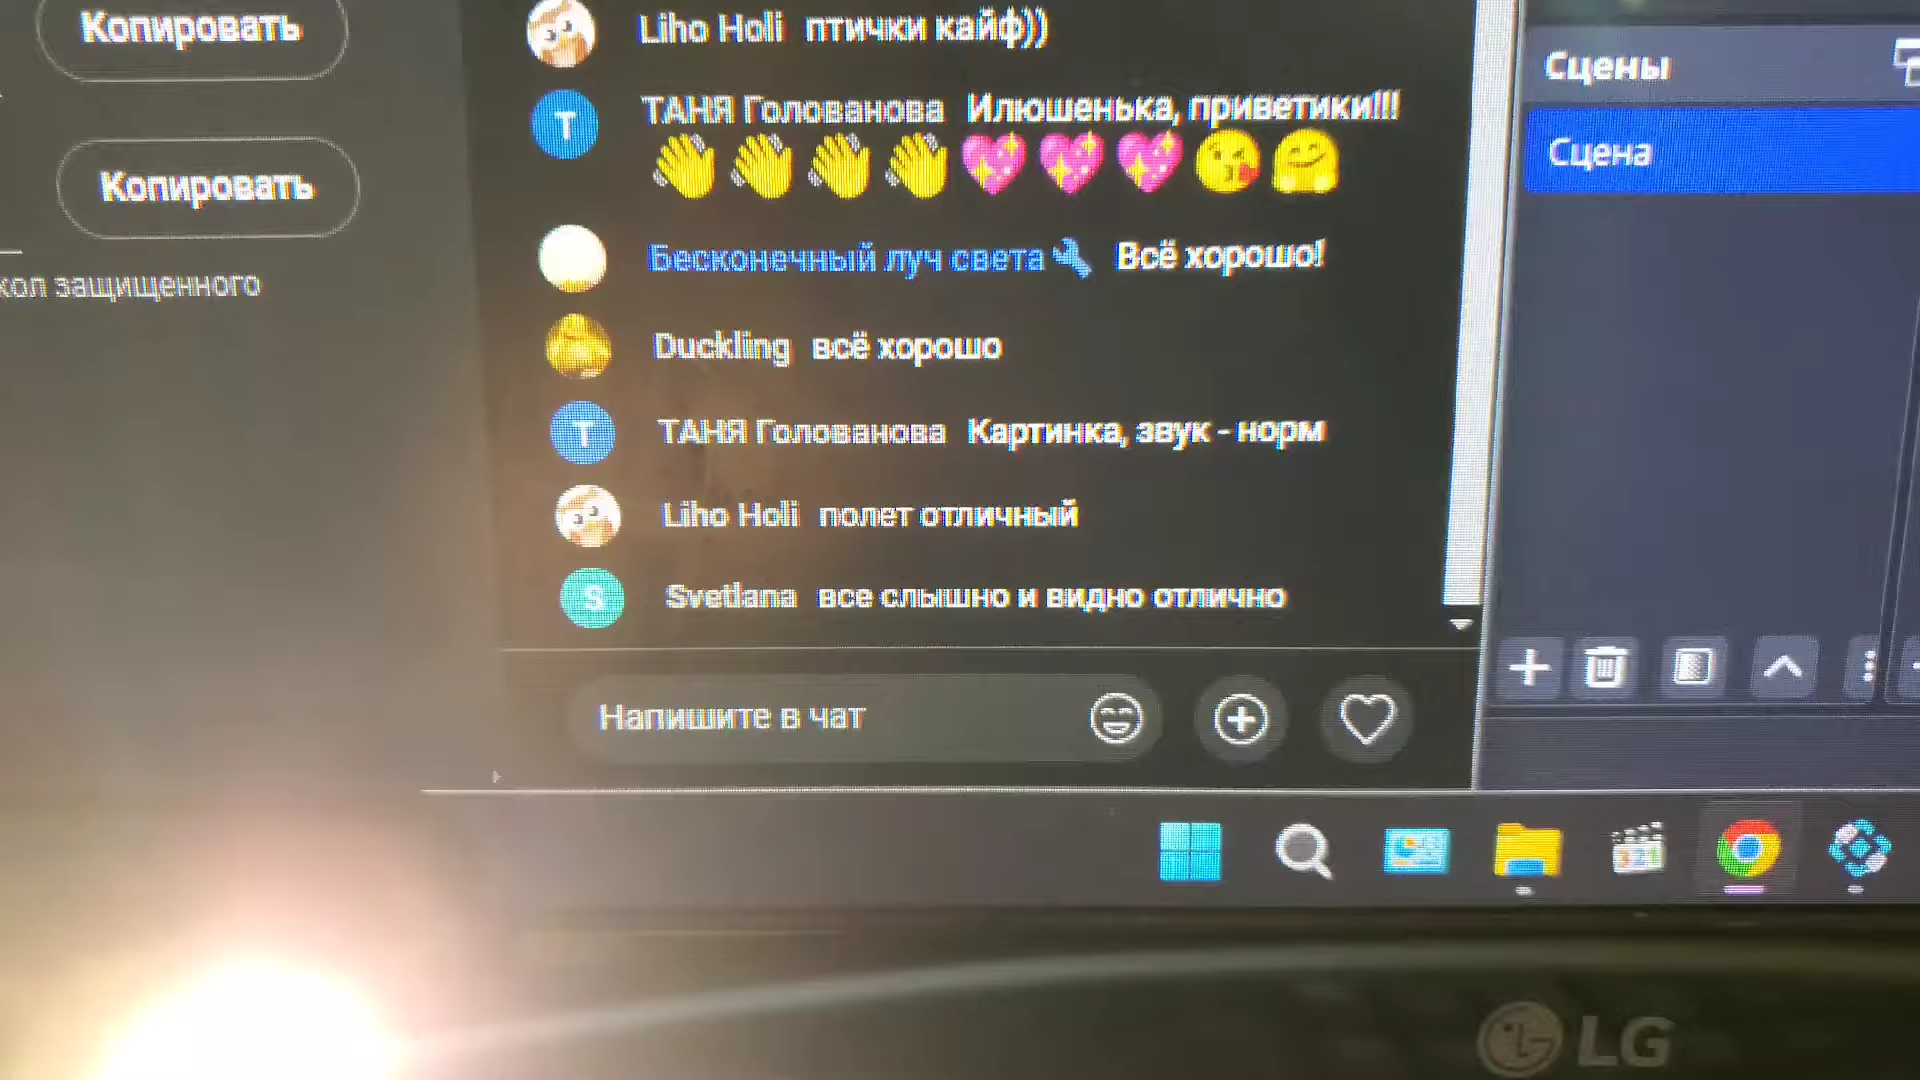 Копировать
Копировать
кол защищенного
Liho Holi птички кайф))
Т ТАНЯ Голованова Илюшенька, приветики!!!
👋👋👋👋💖💖💖😘🤗
Бесконечный луч света Всё хорошо!
Duckling всё хорошо
Т ТАНЯ Голованова Картинка, звук - норм
Liho Holi полет отличный
S Svetlana все слышно и видно отлично
Напишите в чат
Сцены
Сцена
LG